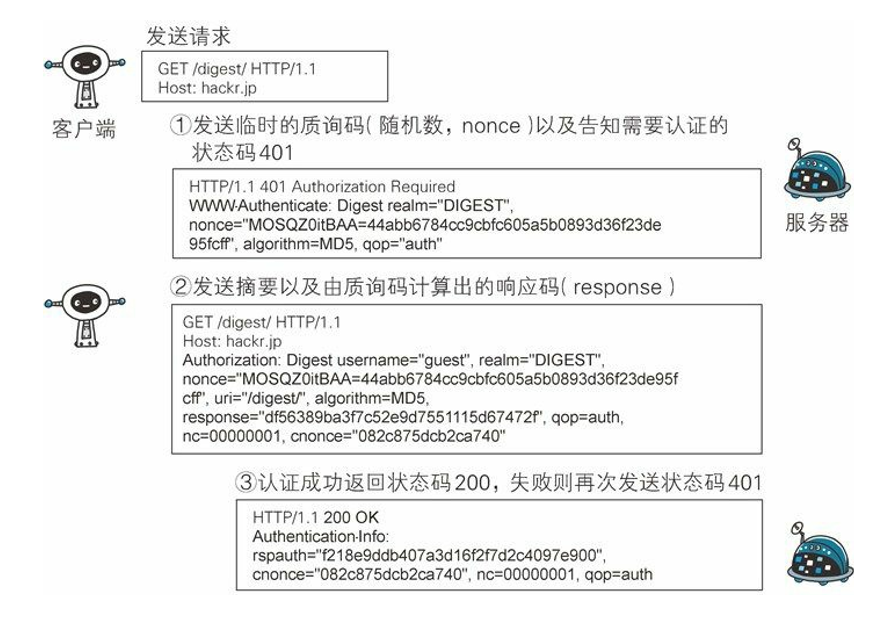 发送请求
GET /digest/ HTTP/1.1
Host: hackr.jp
客户端
①发送临时的质询码(随机数，nonce)以及告知需要认证的
状态码401
HTTP/1.1 401 Authorization Required
WWW-Authenticate: Digest realm="DIGEST",
nonce="MOSQZ0itBAA=44abb6784cc9cbfc605a5b0893d36f23de
95fcff", algorithm=MD5, qop="auth"
服务器
②发送摘要以及由质询码计算出的响应码(response)
GET /digest/ HTTP/1.1
Host: hackr.jp
Authorization: Digest username="guest", realm="DIGEST",
nonce="MOSQZ0itBAA=44abb6784cc9cbfc605a5b0893d36f23de95f
cff", uri="/digest/", algorithm=MD5,
response="df56389ba3f7c52e9d7551115d67472f", qop=auth,
nc=00000001, cnonce="082c875dcb2ca740"
③认证成功返回状态码200，失败则再次发送状态码401
HTTP/1.1 200 OK
Authentication-Info:
rspauth="f218e9ddb407a3d16f2f7d2c4097e900",
cnonce="082c875dcb2ca740", nc=00000001, qop=auth